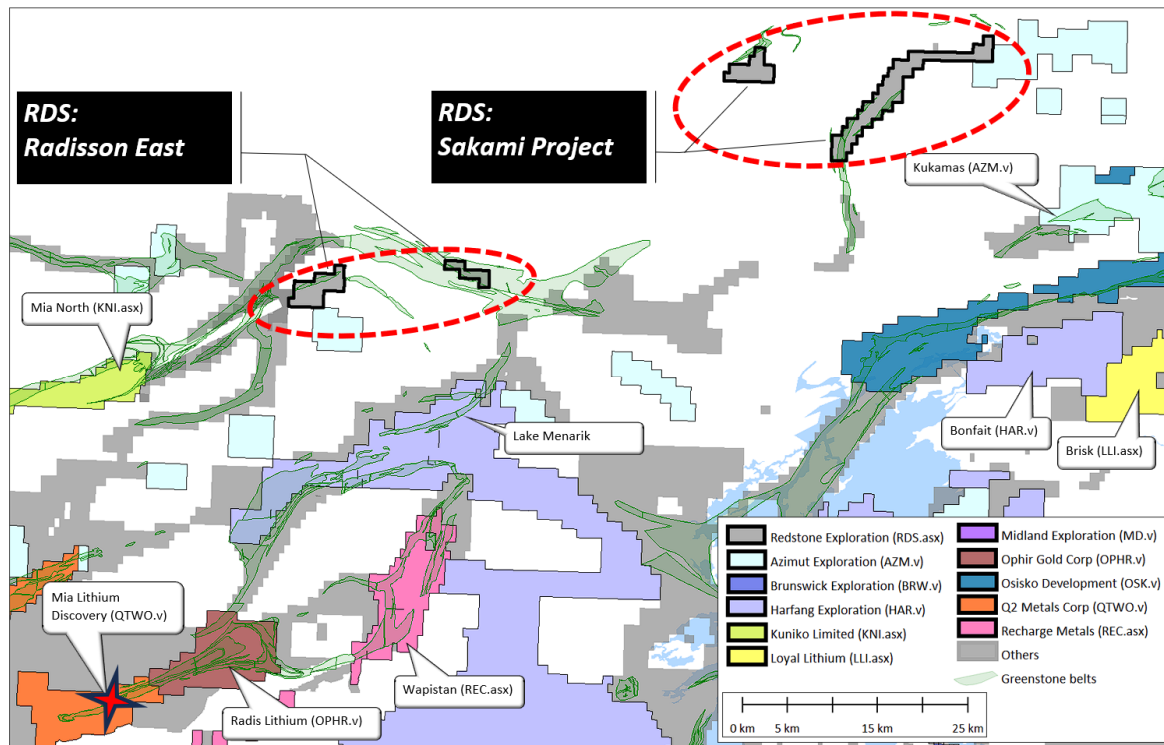 RDS:
Radisson East
RDS:
Sakami Project
Kukamas (AZM.v)
Mia North (KNI.asx)
Lake Menarik
Bonfait (HAR.v)
Brisk (LLI.asx)
Mia Lithium
Discovery (QTWO.v)
Wapistan (REC.asx)
Radis Lithium (OPHR.v)
Redstone Exploration (RDS.asx)
Azimut Exploration (AZM.v)
Brunswick Exploration (BRW.v)
Harfang Exploration (HAR.v)
Kuniko Limited (KNI.asx)
Loyal Lithium (LLI.asx)
Midland Exploration (MD.v)
Ophir Gold Corp (OPHR.v)
Osisko Development (OSK.v)
Q2 Metals Corp (QTWO.v)
Recharge Metals (REC.asx)
Others
Greenstone belts
0 km 5 km 15 km 25 km